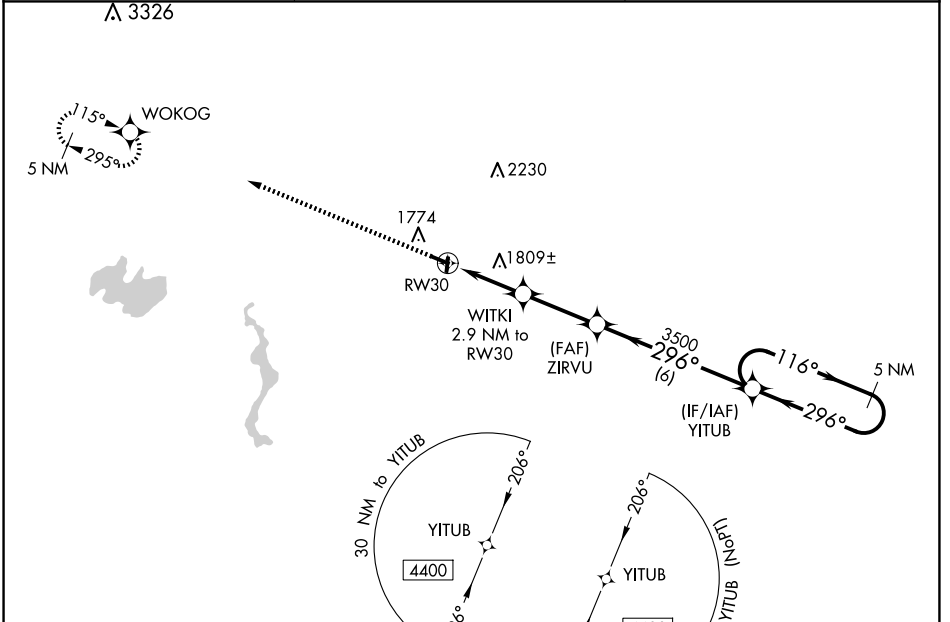 3326
115°
WOKOG
295°
5 NM
2230
1774
1809±
RW30
WITKI
2.9 NM to
RW30
(FAF)
ZIRVU
3500
296°
(6)
116°
5 NM
296°
(IF/IAF)
YITUB
30 NM to YITUB
206°
YITUB
4400
206°
YITUB
YITUB (NoPT)